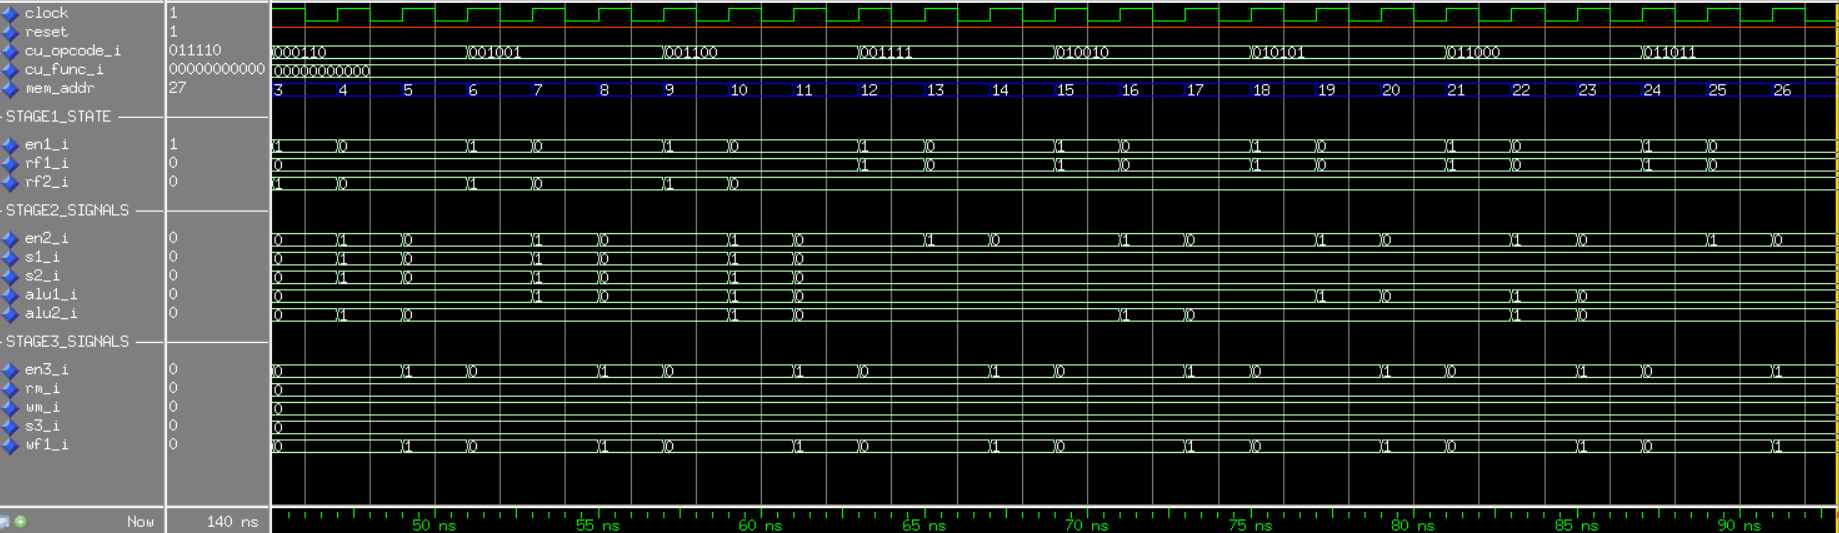 clock 1
reset 1
cu_opcode_i 011110 000110 001001 001100 001111 010010 010101 011000 011011
cu_func_i 00000000000 00000000000
mem_addr 27 3 4 5 6 7 8 9 10 11 12 13 14 15 16 17 18 19 20 21 22 23 24 25 26
STAGE1_STATE
en1_i 1 1 0 1 0 1 0 1 0 1 0 1 0 1 0 1 0
rf1_i 0 0 1 0 1 0 1 0 1 0 1 0
rf2_i 0 1 0 1 0 1 0
STAGE2_SIGNALS
en2_i 0 0 1 0 1 0 1 0 1 0 1 0 1 0 1 0 1 0
s1_i 0 0 1 0 1 0 1 0
s2_i 0 0 1 0 1 0 1 0
alu1_i 0 0 1 0 1 0 1 0 1 0
alu2_i 0 0 1 0 1 0 1 0 1 0
STAGE3_SIGNALS
en3_i 0 0 1 0 1 0 1 0 1 0 1 0 1 0 1 0 1
rm_i 0 0
wm_i 0 0
s3_i 0 0
wf1_i 0 0 1 0 1 0 1 0 1 0 1 0 1 0 1 0 1
Now 140 ns 50 ns 55 ns 60 ns 65 ns 70 ns 75 ns 80 ns 85 ns 90 ns